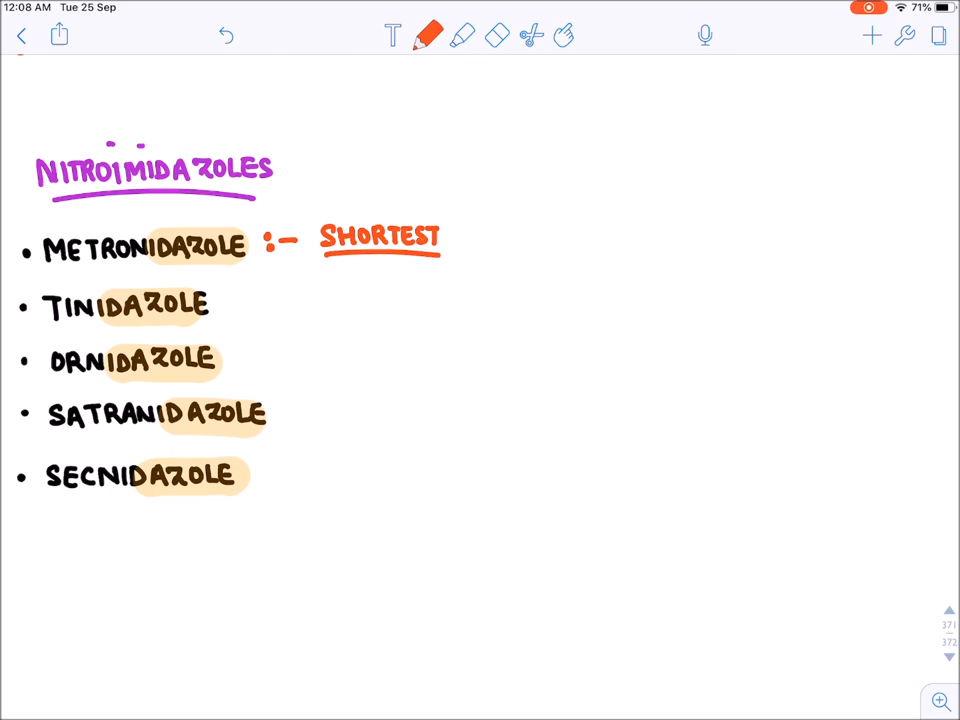 12:08 AM Tue 25 Sep 71%
T
NITROIMIDAZOLES
• METRONIDAZOLE :- SHORTEST
• TINIDAZOLE
• ORNIDAZOLE
• SATRANIDAZOLE
• SECNIDAZOLE
371
372